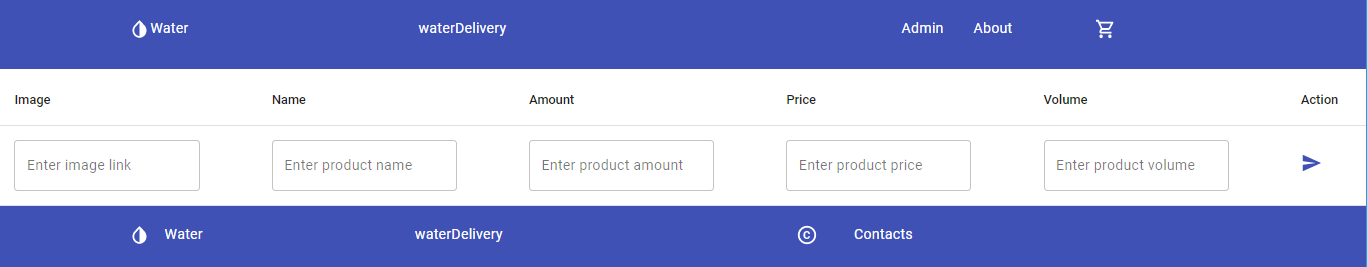 Water waterDelivery Admin About
Image Name Amount Price Volume Action
Enter image link Enter product name Enter product amount Enter product price Enter product volume
Water waterDelivery © Contacts